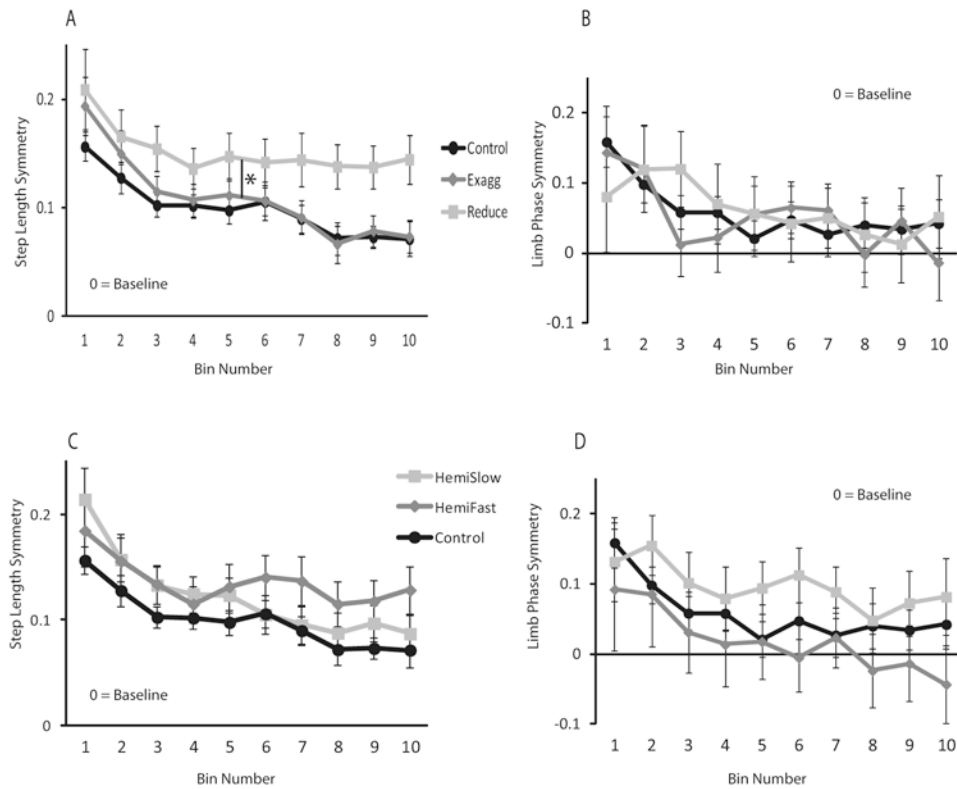 A
Step Length Symmetry
0.2
0.1
0
*
0 = Baseline
1 2 3 4 5 6 7 8 9 10
Bin Number
Control
Exagg
Reduce
B
0 = Baseline
Limb Phase Symmetry
0.2
0.1
0
-0.1
1 2 3 4 5 6 7 8 9 10
Bin Number
C
Step Length Symmetry
0.2
0.1
0
HemiSlow
HemiFast
Control
0 = Baseline
1 2 3 4 5 6 7 8 9 10
Bin Number
D
0 = Baseline
Limb Phase Symmetry
0.2
0.1
0
-0.1
1 2 3 4 5 6 7 8 9 10
Bin Number